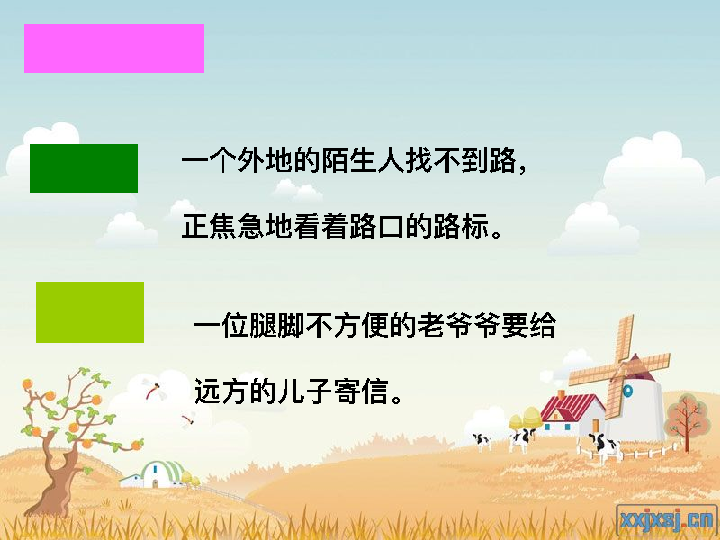 一个外地的陌生人找不到路,
正焦急地看着路口的路标。
一位腿脚不方便的老爷爷要给
远方的儿子寄信。
xxjxsj.cn